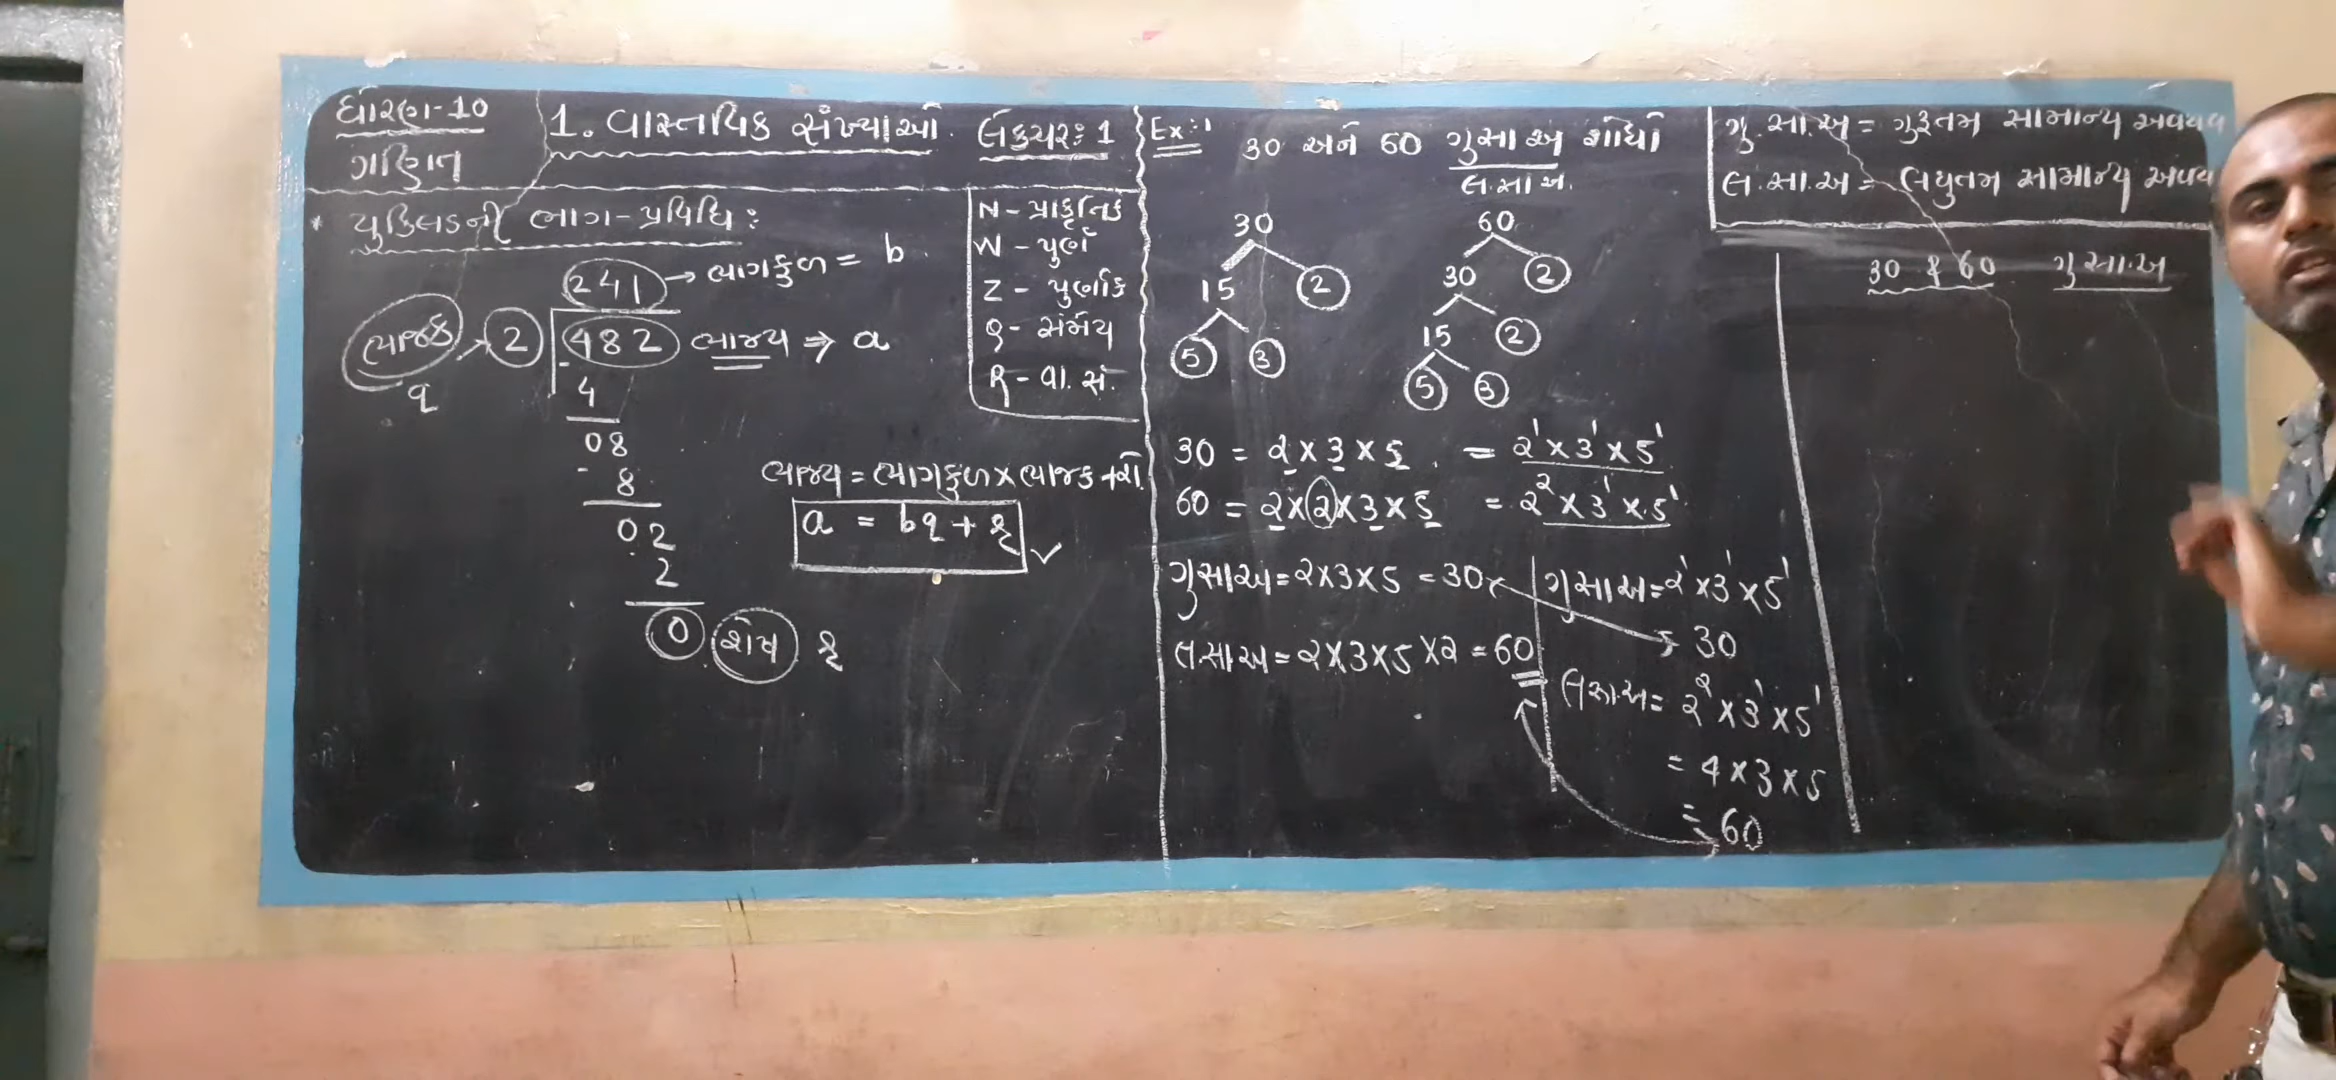 ધોરણ-10
ગણિત
1. વાસ્તવિક સંખ્યાઓ. લેક્ચર: 1
* યુક્લિડની ભાગ-પ્રવિધિ :
241 → ભાગફળ = b
ભાજક → 2 482 ભાજ્ય ⇒ a
q
- 4
08
- 8
02
2
0 શેષ r
N - પ્રાકૃતિક
W - પુર્ણ
Z - પુર્ણાંક
Q - સંમેય
R - વા. સં.
ભાજ્ય = ભાગફળ × ભાજક + શે.
a = bq + r ✓
Ex:1 30 અને 60 ગુસાઅ શોધો
લ.સા.અ.
30
15 2
5 3
60
30 2
15 2
5 3
30 = 2 × 3 × 5 . = 2¹ × 3¹ × 5¹
60 = 2 × 2 × 3 × 5 = 2² × 3¹ × 5¹
ગુસાઅ = 2×3×5 = 30
લસાઅ = 2×3×5×2 = 60
ગુસાઅ = 2¹×3¹×5¹
= 30
લસાઅ = 2²×3¹×5¹
= 4×3×5
= 60
ગુ.સા.અ = ગુરૂતમ સામાન્ય અવયવ
લ.સા.અ = લઘુતમ સામાન્ય અવય
30 & 60 ગુ સા.અ